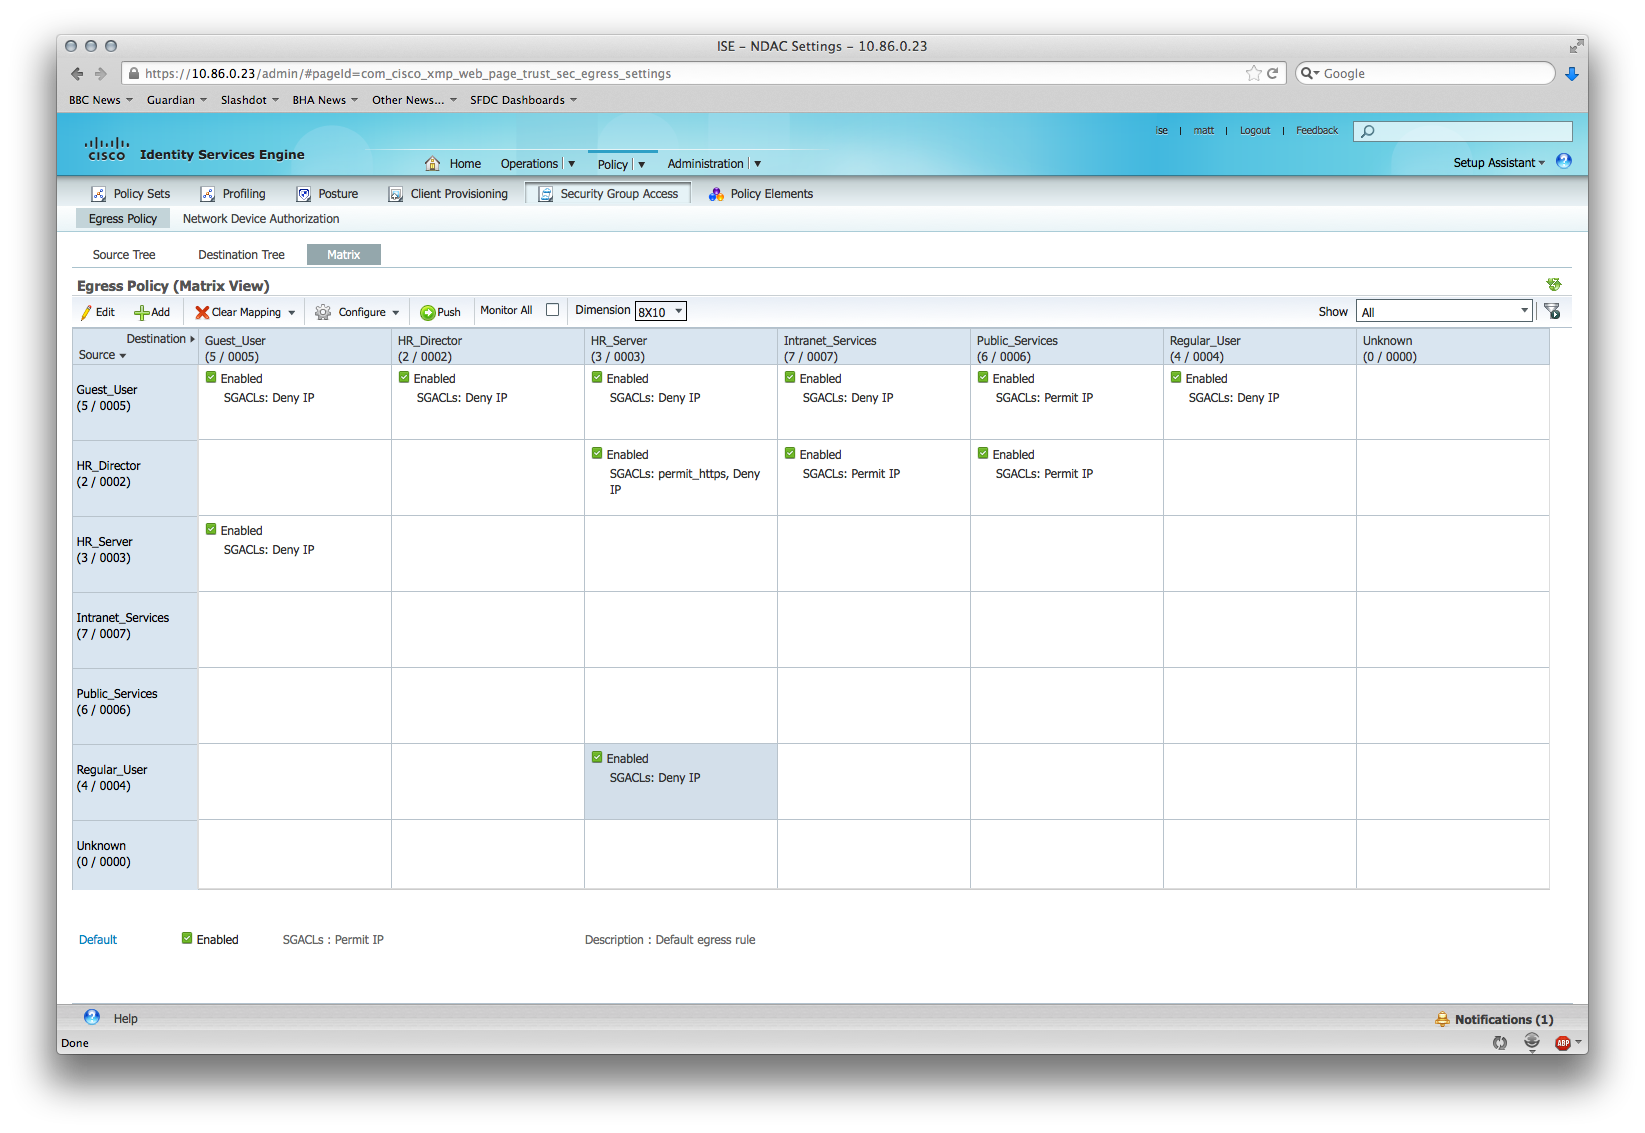 ISE – NDAC Settings – 10.86.0.23
https://10.86.0.23/admin/#pageId=com_cisco_xmp_web_page_trust_sec_egress_settings
Google
BBC News Guardian Slashdot BHA News Other News... SFDC Dashboards
ise | matt | Logout | Feedback
CISCO Identity Services Engine
Home Operations | Policy | Administration |
Setup Assistant
Policy Sets Profiling Posture Client Provisioning Security Group Access Policy Elements
Egress Policy Network Device Authorization
Source Tree Destination Tree Matrix
Egress Policy (Matrix View)
Edit Add Clear Mapping Configure Push Monitor All Dimension 8X10 Show All
Destination
Source
Guest_User
(5 / 0005)
HR_Director
(2 / 0002)
HR_Server
(3 / 0003)
Intranet_Services
(7 / 0007)
Public_Services
(6 / 0006)
Regular_User
(4 / 0004)
Unknown
(0 / 0000)
Guest_User
(5 / 0005)
Enabled
SGACLs: Deny IP
Enabled
SGACLs: Deny IP
Enabled
SGACLs: Deny IP
Enabled
SGACLs: Deny IP
Enabled
SGACLs: Permit IP
Enabled
SGACLs: Deny IP
HR_Director
(2 / 0002)
Enabled
SGACLs: permit_https, Deny
IP
Enabled
SGACLs: Permit IP
Enabled
SGACLs: Permit IP
HR_Server
(3 / 0003)
Enabled
SGACLs: Deny IP
Intranet_Services
(7 / 0007)
Public_Services
(6 / 0006)
Regular_User
(4 / 0004)
Enabled
SGACLs: Deny IP
Unknown
(0 / 0000)
Default Enabled SGACLs : Permit IP Description : Default egress rule
Help
Notifications (1)
Done
ABP